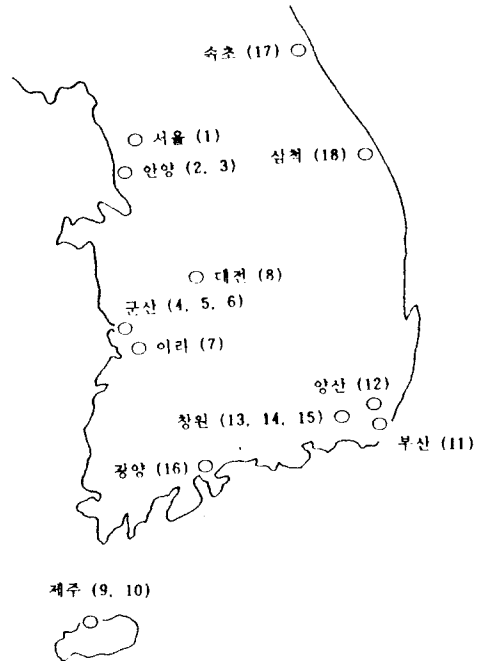 속초 (17)
서울 (1)
안양 (2, 3)
삼척 (18)
대전 (8)
군산 (4, 5, 6)
이리 (7)
양산 (12)
창원 (13, 14, 15)
부산 (11)
광양 (16)
제주 (9, 10)